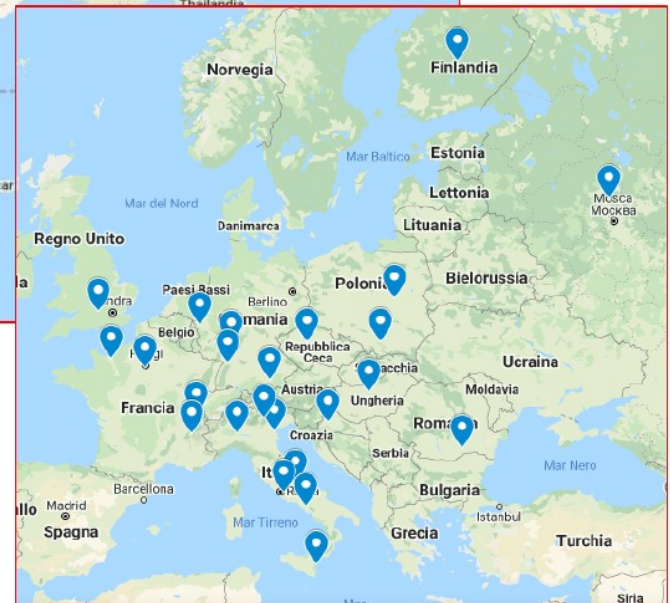 Thailandia
Norvegia
Finlandia
Mar Baltico
Estonia
Lettonia
Lituania
Mosca
Москва
Mar del Nord
Danimarca
Regno Unito
Paesi Bassi
Berlino
Bielorussia
Belgio
Repubblica
Ceca
Ucraina
Austria
Ungheria
Moldavia
Francia
Croazia
Serbia
Mar Nero
Barcellona
Bulgaria
Madrid
Spagna
Istanbul
Mar Tirreno
Grecia
Turchia
Siria